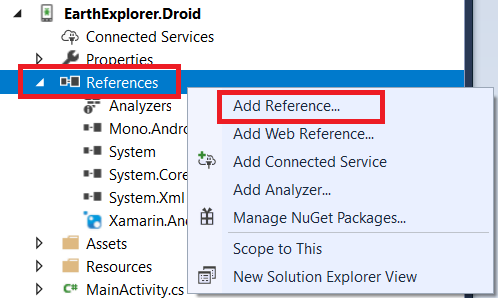 EarthExplorer.Droid
Connected Services
Properties
References
Analyzers
Mono.Andro
System
System.Core
System.Xml
Xamarin.And
Assets
Resources
C# MainActivity.cs
Add Reference...
Add Web Reference...
Add Connected Service
Add Analyzer...
Manage NuGet Packages...
Scope to This
New Solution Explorer View